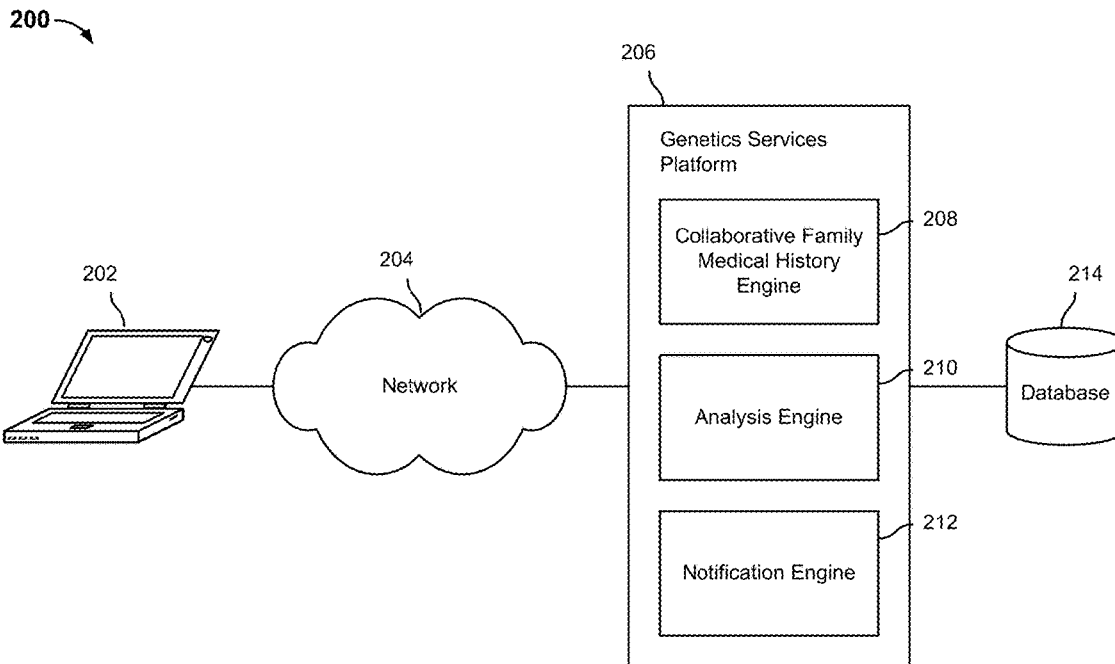 200
206
Genetics Services
Platform
208
Collaborative Family
Medical History
Engine
202
204
214
Network
210
Analysis Engine
Database
212
Notification Engine